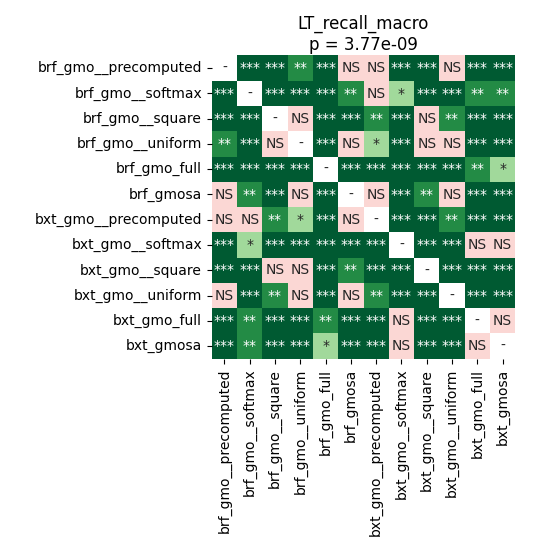 LT_recall_macro
p = 3.77e-09
brf_gmo__precomputed - *** *** ** *** NS NS *** *** NS *** ***
brf_gmo__softmax *** - *** *** *** ** NS * *** *** ** **
brf_gmo__square *** *** - NS *** *** ** *** NS ** *** ***
brf_gmo__uniform ** *** NS - *** NS * *** NS NS *** ***
brf_gmo_full *** *** *** *** - *** *** *** *** *** ** *
brf_gmosa NS ** *** NS *** - NS *** ** NS *** ***
bxt_gmo__precomputed NS NS ** * *** NS - *** *** ** *** ***
bxt_gmo__softmax *** * *** *** *** *** *** - *** *** NS NS
bxt_gmo__square *** *** NS NS *** ** *** *** - *** *** ***
bxt_gmo__uniform NS *** ** NS *** NS ** *** *** - *** ***
bxt_gmo_full *** ** *** *** ** *** *** NS *** *** - NS
bxt_gmosa *** ** *** *** * *** *** NS *** *** NS -
brf_gmo__precomputed
brf_gmo__softmax
brf_gmo__square
brf_gmo__uniform
brf_gmo_full
brf_gmosa
bxt_gmo__precomputed
bxt_gmo__softmax
bxt_gmo__square
bxt_gmo__uniform
bxt_gmo_full
bxt_gmosa